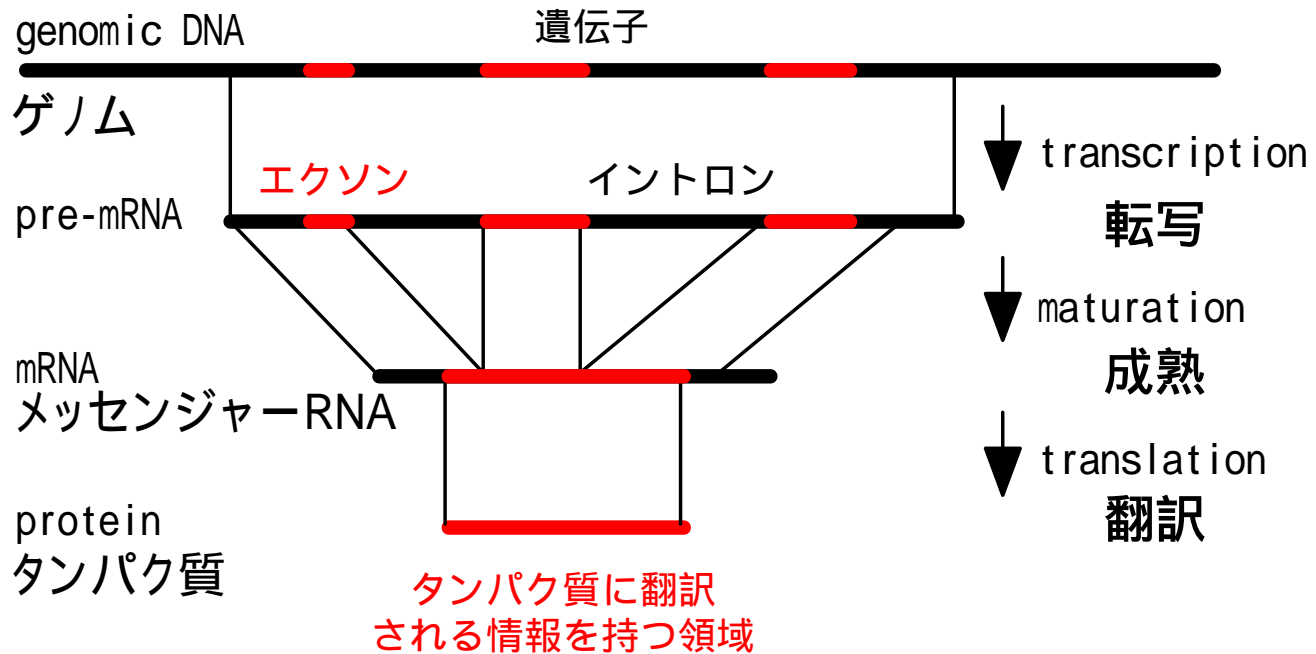 genomic DNA
遺伝子
ゲノム
transcription
転写
エクソン
イントロン
pre-mRNA
maturation
成熟
mRNA
メッセンジャーRNA
translation
翻訳
protein
タンパク質
タンパク質に翻訳
される情報を持つ領域